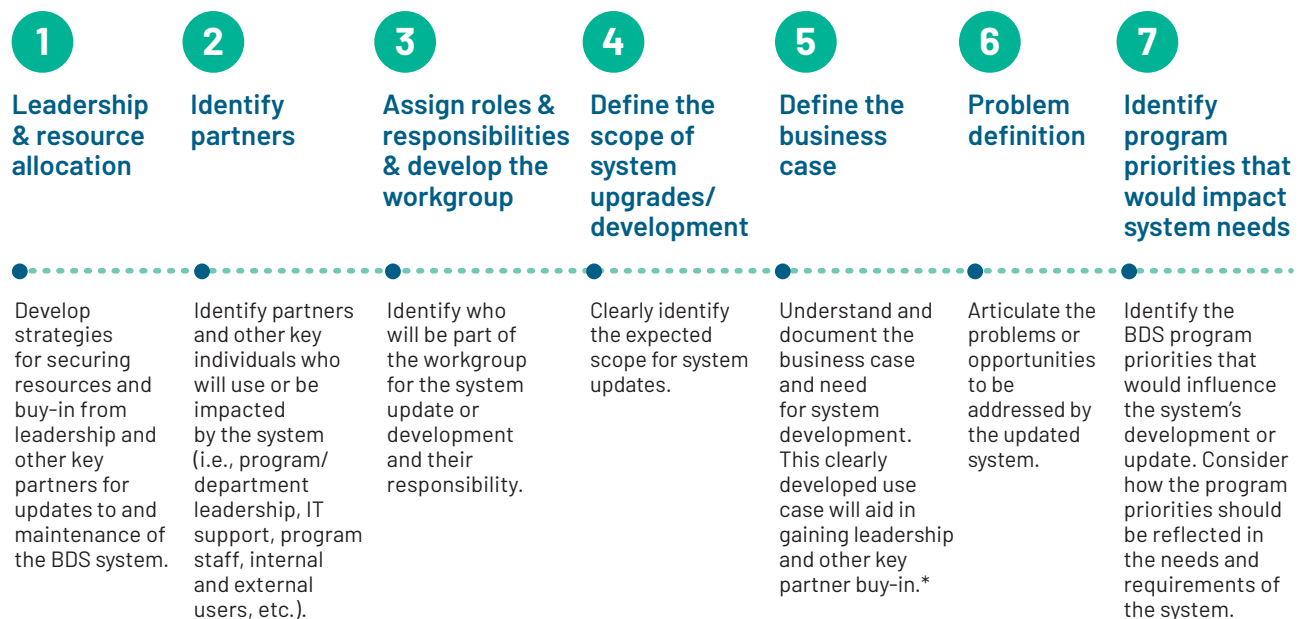 1
Leadership
& resource
allocation
Develop
strategies
for securing
resources and
buy-in from
leadership and
other key
partners for
updates to and
maintenance of
the BDS system.
2
Identify
partners
Identify partners
and other key
individuals who
will use or be
impacted
by the system
(i.e., program/
department
leadership, IT
support, program
staff, internal
and external
users, etc.).
3
Assign roles &
responsibilities
& develop the
workgroup
Identify who
will be part of
the workgroup
for the system
update or
development
and their
responsibility.
4
Define the
scope of
system
upgrades/
development
Clearly identify
the expected
scope for system
updates.
5
Define the
business
case
Understand and
document the
business case
and need
for system
development.
This clearly
developed use
case will aid in
gaining leadership
and other key
partner buy-in.*
6
Problem
definition
Articulate the
problems or
opportunities
to be
addressed by
the updated
system.
7
Identify
program
priorities that
would impact
system needs
Identify the
BDS program
priorities that
would influence
the system's
development or
update. Consider
how the program
priorities should
be reflected in
the needs and
requirements of
the system.